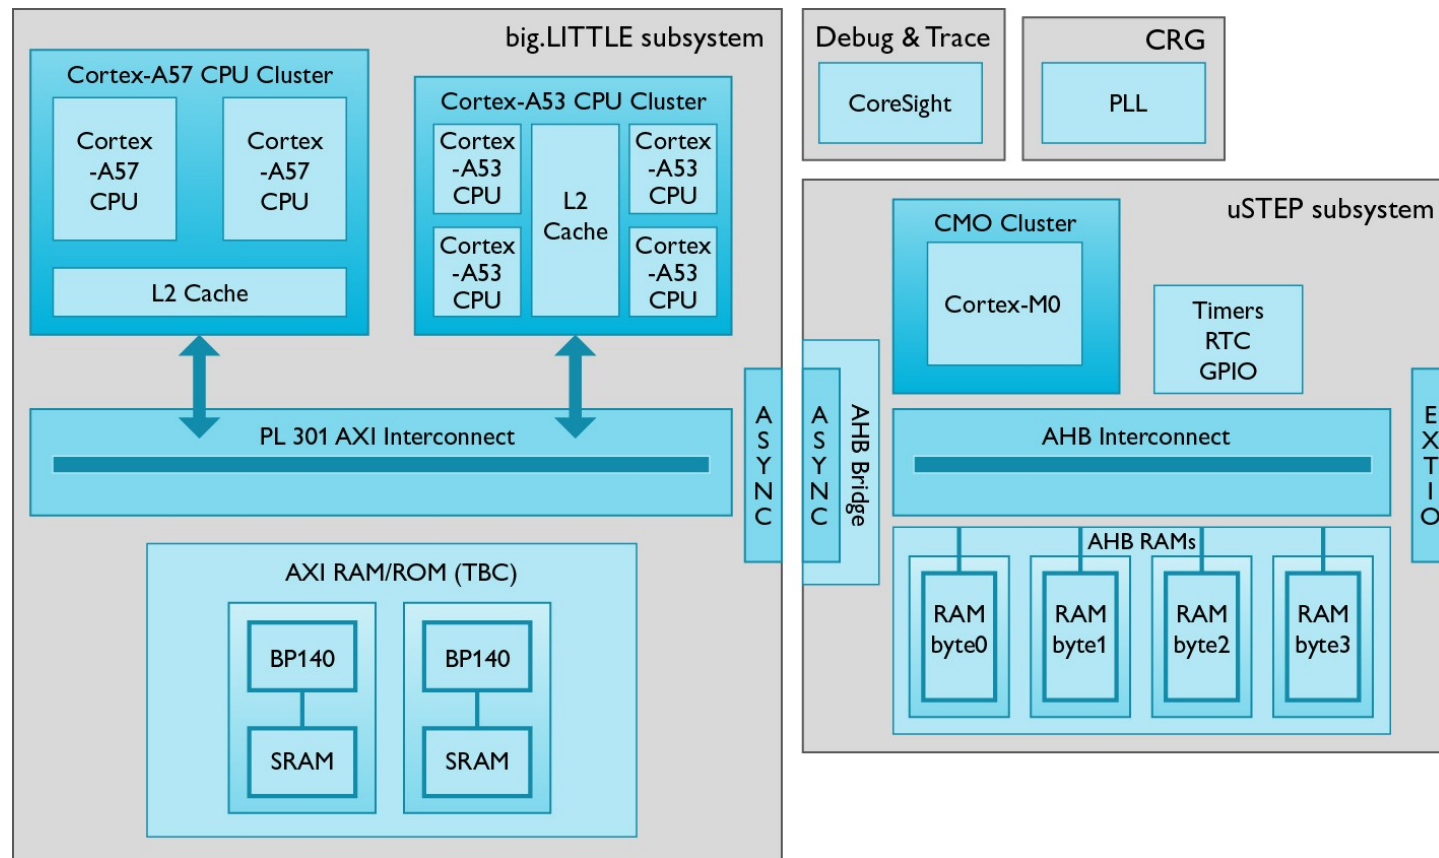 big.LITTLE subsystem
Cortex-A57 CPU Cluster
Cortex
-A57
CPU
Cortex
-A57
CPU
L2 Cache
Cortex-A53 CPU Cluster
Cortex
-A53
CPU
Cortex
-A53
CPU
L2
Cache
Cortex
-A53
CPU
Cortex
-A53
CPU
PL 301 AXI Interconnect
ASYNC
AXI RAM/ROM (TBC)
BP140
SRAM
BP140
SRAM
Debug & Trace
CoreSight
CRG
PLL
uSTEP subsystem
CMO Cluster
Cortex-M0
Timers
RTC
GPIO
ASYNC
AHB Bridge
AHB Interconnect
EXTIO
AHB RAMs
RAM
byte0
RAM
byte1
RAM
byte2
RAM
byte3